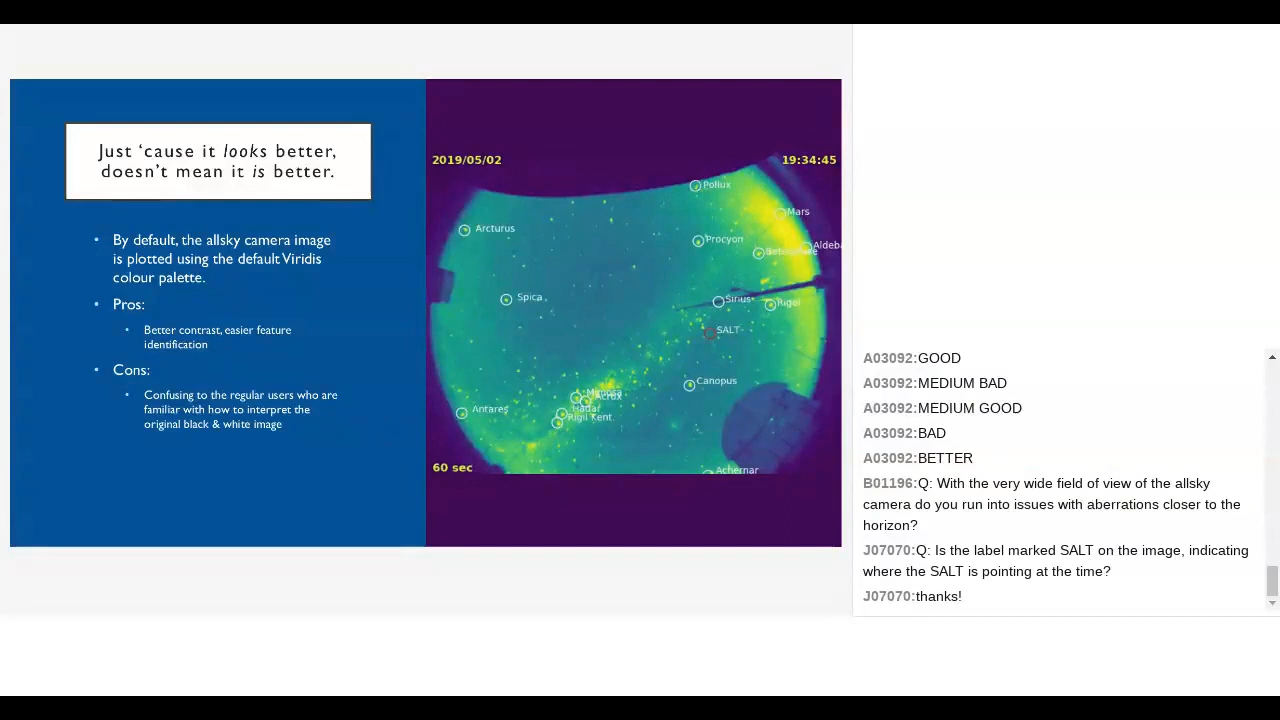 Just ‘cause it looks better,
doesn’t mean it is better.
• By default, the allsky camera image
is plotted using the default Viridis
colour palette.
• Pros:
• Better contrast, easier feature
identification
• Cons:
• Confusing to the regular users who are
familiar with how to interpret the
original black & white image
2019/05/02
19:34:45
Pollux
Mars
Arcturus
Procyon
Aldeba
Betelgeuse
Spica
Sirius
Rigel
SALT
Canopus
Mimosa
Acrux
Hadar
Antares
Rigil Kent.
60 sec
Achernar
A03092:GOOD
A03092:MEDIUM BAD
A03092:MEDIUM GOOD
A03092:BAD
A03092:BETTER
B01196:Q: With the very wide field of view of the allsky
camera do you run into issues with aberrations closer to the
horizon?
J07070:Q: Is the label marked SALT on the image, indicating
where the SALT is pointing at the time?
J07070:thanks!